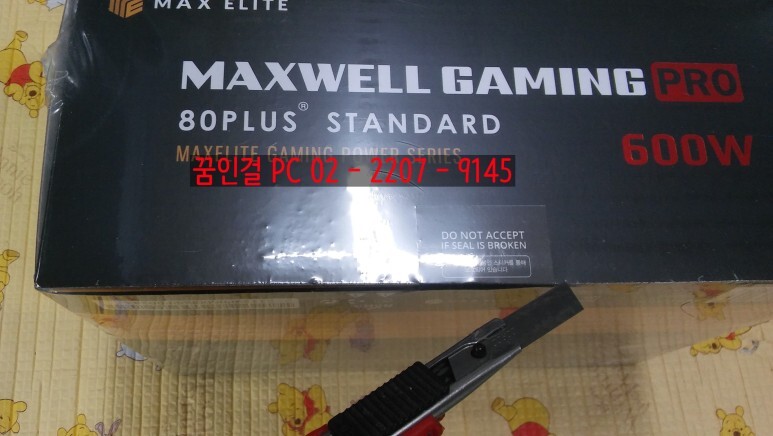 MAX ELITE
MAXWELL GAMING PRO
80PLUS® STANDARD
600W
MAXELITE GAMING POWER SERIES
꿈인걸 PC 02 - 2207 - 9145
DO NOT ACCEPT
IF SEAL IS BROKEN